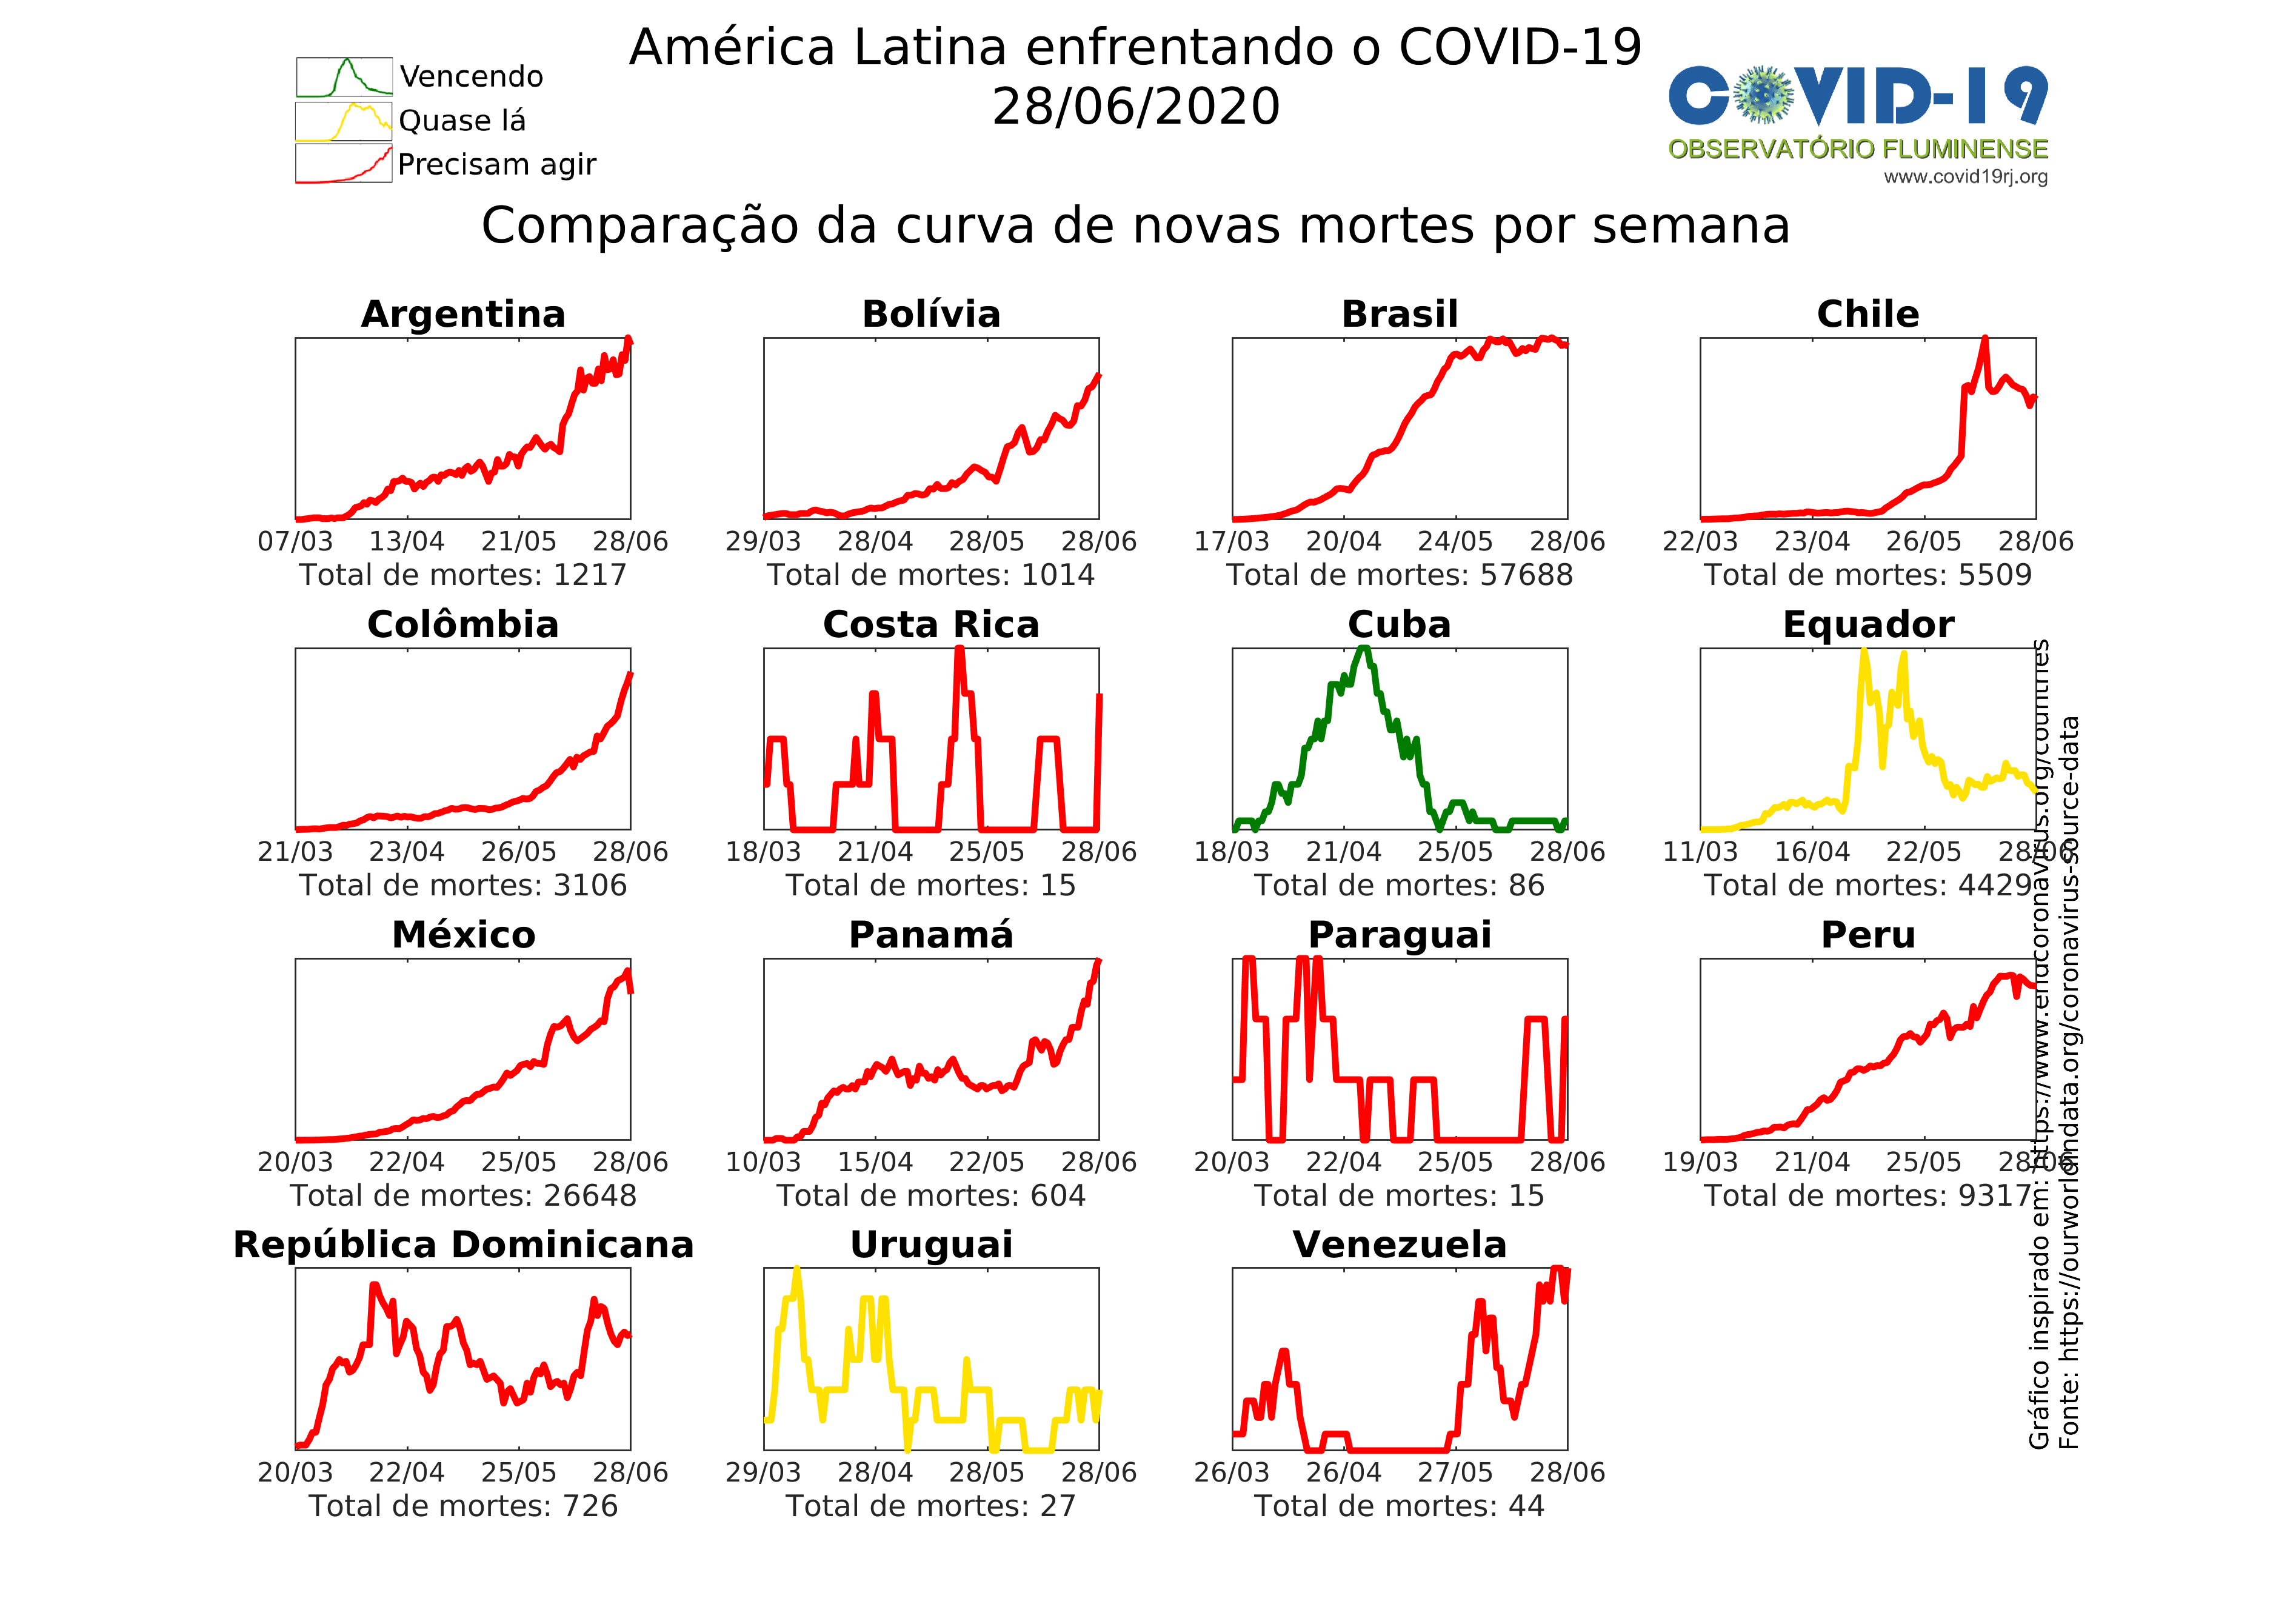 América Latina enfrentando o COVID-19
28/06/2020
Vencendo
Quase lá
Precisam agir
COVID-19
OBSERVATÓRIO FLUMINENSE
www.covid19rj.org
Comparação da curva de novas mortes por semana
Argentina
07/03 13/04 21/05 28/06
Total de mortes: 1217
Bolívia
29/03 28/04 28/05 28/06
Total de mortes: 1014
Brasil
17/03 20/04 24/05 28/06
Total de mortes: 57688
Chile
22/03 23/04 26/05 28/06
Total de mortes: 5509
Colômbia
21/03 23/04 26/05 28/06
Total de mortes: 3106
Costa Rica
18/03 21/04 25/05 28/06
Total de mortes: 15
Cuba
18/03 21/04 25/05 28/06
Total de mortes: 86
Equador
11/03 16/04 22/05 28/06
Total de mortes: 4429
México
20/03 22/04 25/05 28/06
Total de mortes: 26648
Panamá
10/03 15/04 22/05 28/06
Total de mortes: 604
Paraguai
20/03 22/04 25/05 28/06
Total de mortes: 15
Peru
19/03 21/04 25/05 28/06
Total de mortes: 9317
República Dominicana
20/03 22/04 25/05 28/06
Total de mortes: 726
Uruguai
29/03 28/04 28/05 28/06
Total de mortes: 27
Venezuela
26/03 26/04 27/05 28/06
Total de mortes: 44
Gráfico inspirado em: https://www.endcoronavirus.org/countries
Fonte: https://ourworldindata.org/coronavirus-source-data